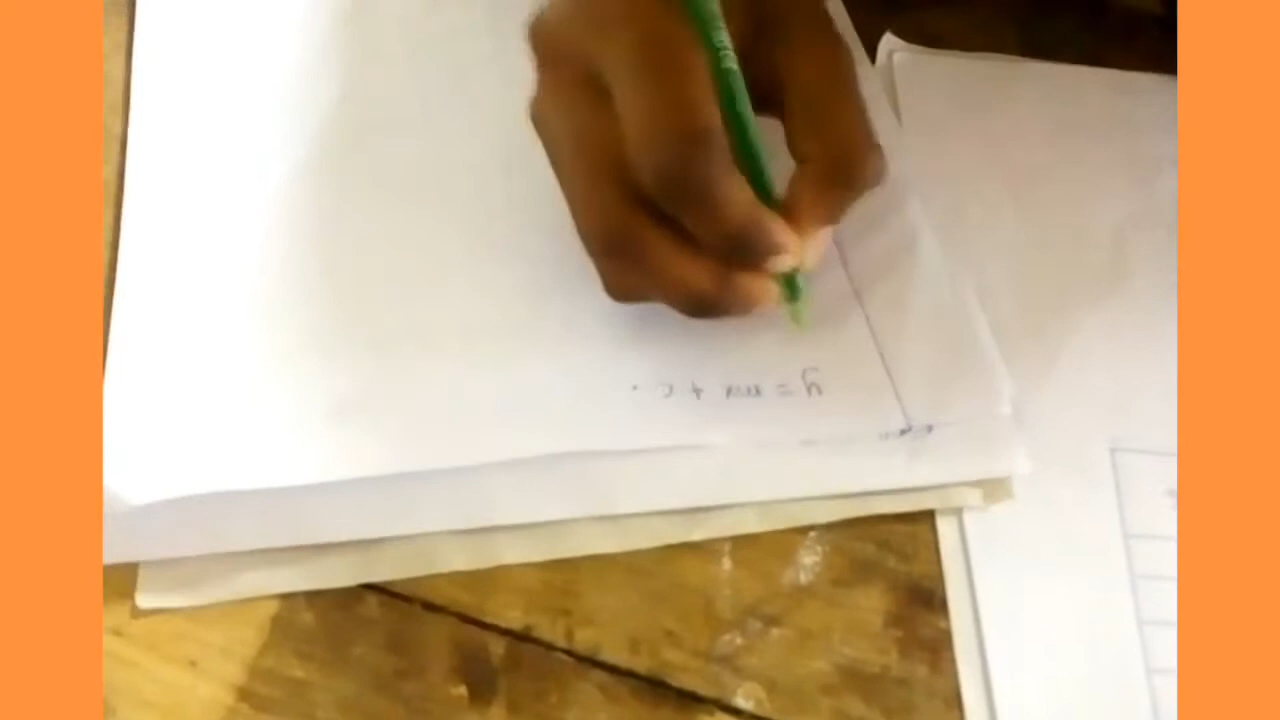 y = mx + c .